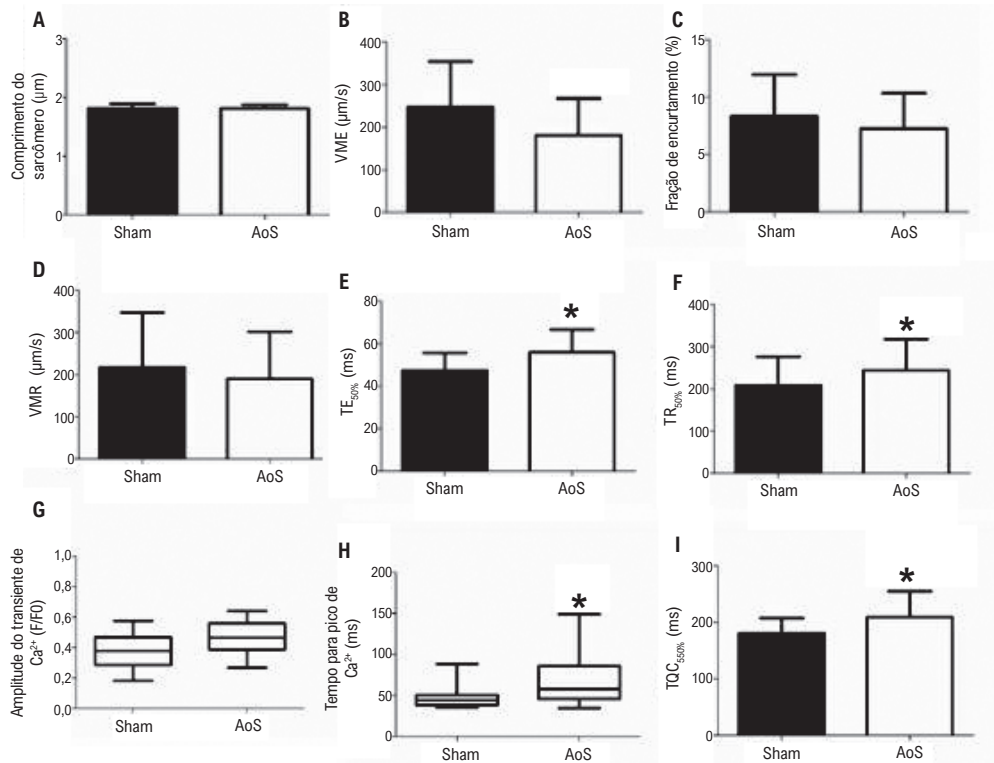 A
Comprimento do
sarcômero (µm)
3
2
1
0
Sham
AoS
B
VME (µm/s)
400
300
200
100
0
Sham
AoS
C
Fração de encurtamento (%)
15
10
5
0
Sham
AoS
D
VMR (µm/s)
400
300
200
100
0
Sham
AoS
E
TE50% (ms)
80
60
40
20
0
*
Sham
AoS
F
TR50% (ms)
400
300
200
100
0
*
Sham
AoS
G
Amplitude do transiente de
Ca2+ (F/F0)
1,0
0,8
0,6
0,4
0,2
0,0
Sham
AoS
H
Tempo para pico de
Ca2+ (ms)
200
150
100
50
0
*
Sham
AoS
I
TQC550% (ms)
300
200
100
0
*
Sham
AoS